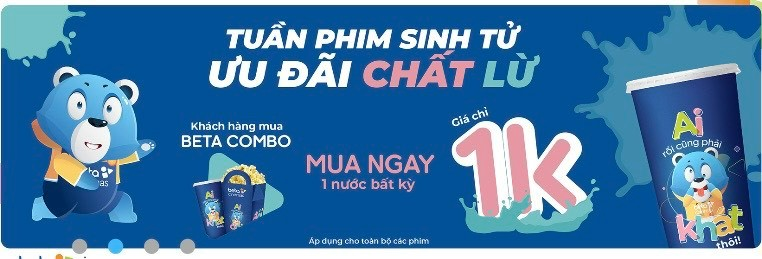 TUẦN PHIM SINH TỬ
ƯU ĐÃI CHẤT LỪ
Khách hàng mua
BETA COMBO
MUA NGAY
1 nước bất kỳ
Giá chỉ
1k
Áp dụng cho toàn bộ các phim
beta
Ai
rồi cũng phải
khát
thôi!